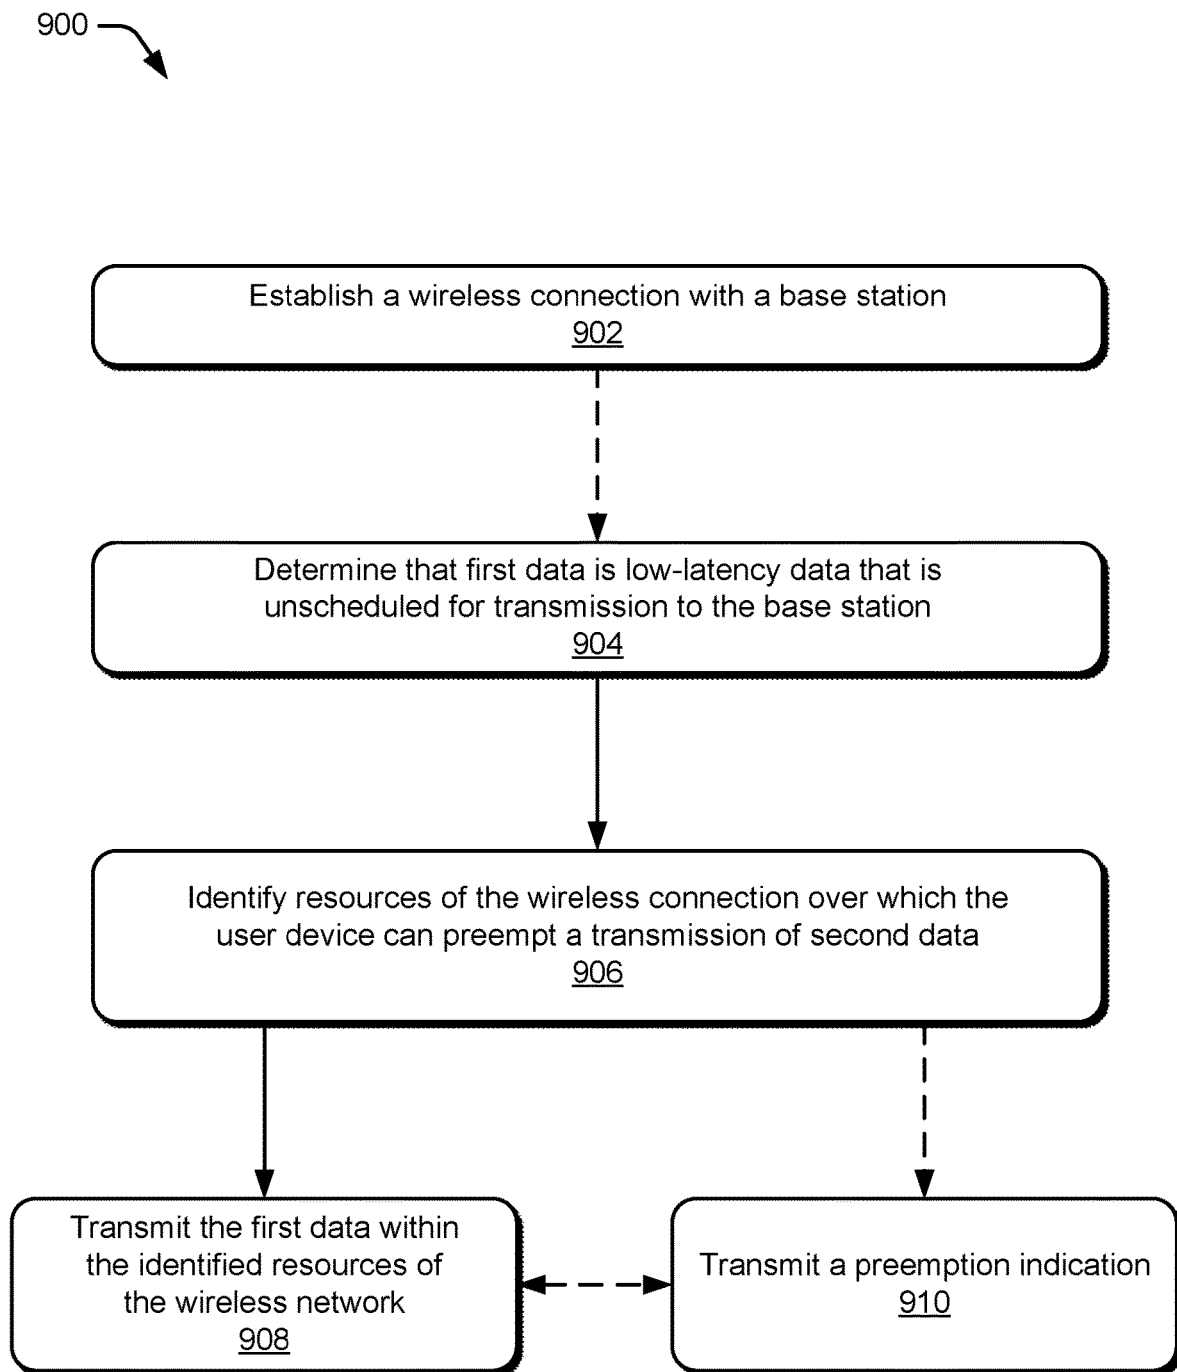 900
Establish a wireless connection with a base station
902
Determine that first data is low-latency data that is
unscheduled for transmission to the base station
904
Identify resources of the wireless connection over which the
user device can preempt a transmission of second data
906
Transmit the first data within
the identified resources of
the wireless network
908
Transmit a preemption indication
910